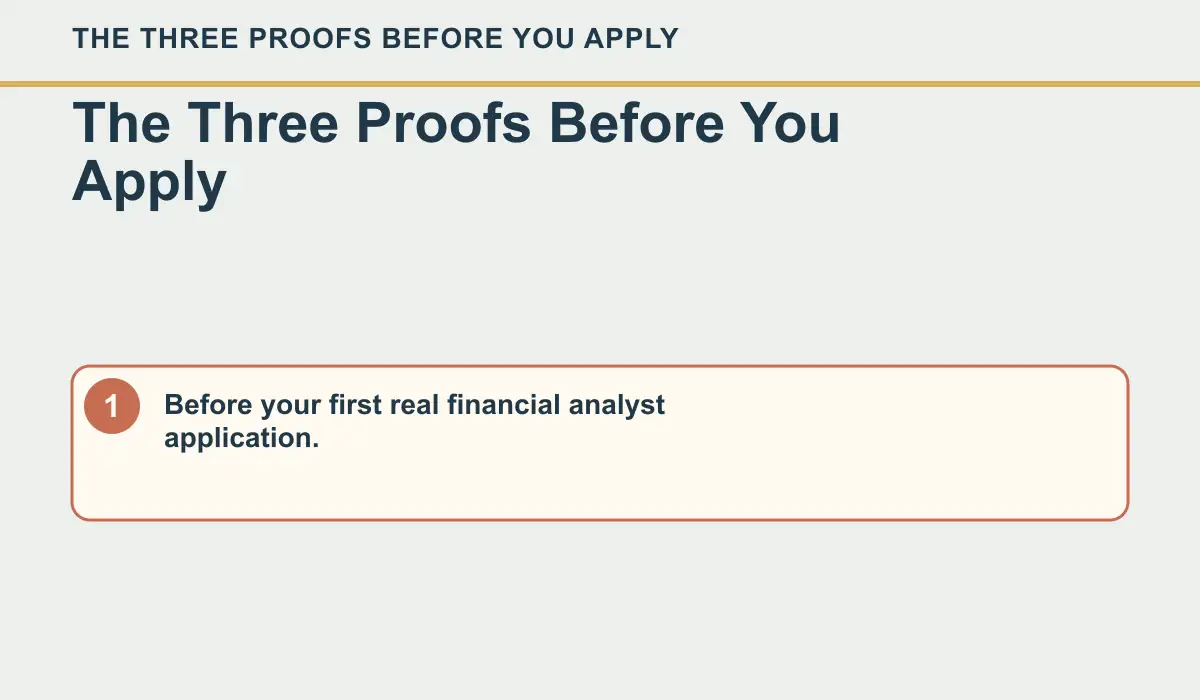 THE THREE PROOFS BEFORE YOU APPLY
The Three Proofs Before You
Apply
1
Before your first real financial analyst
application.